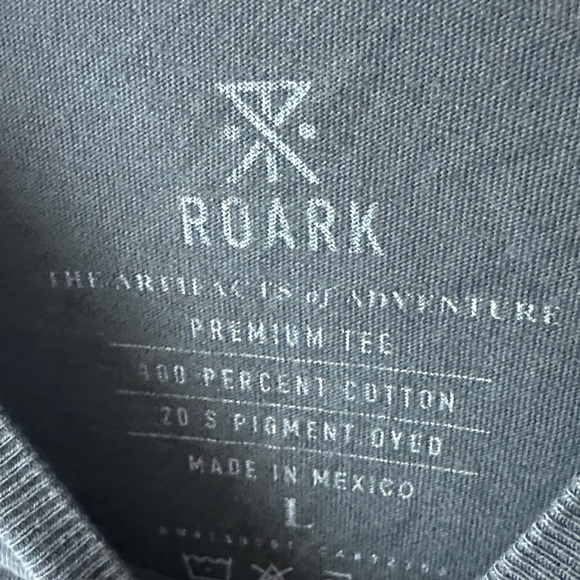 ROARK
THE ARTIFACTS of ADVENTURE
PREMIUM TEE
100 PERCENT COTTON
20 S PIGMENT DYED
MADE IN MEXICO
L